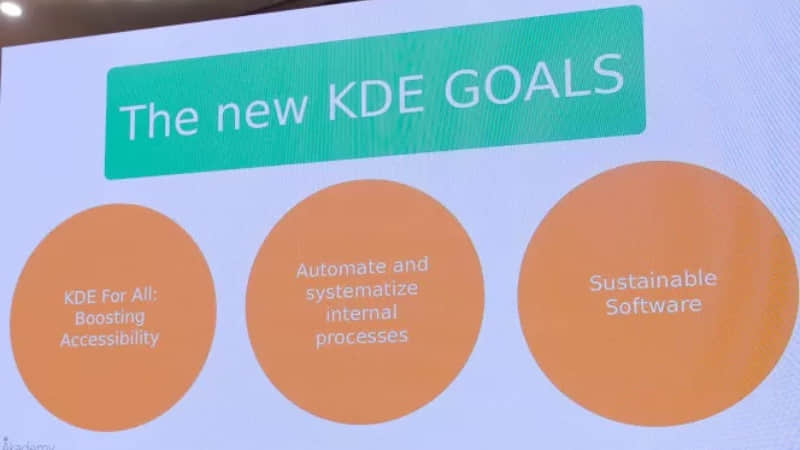 The new KDE GOALS
KDE For All:
Boosting
Accessibility
Automate and
systematize
internal
processes
Sustainable
Software
Akademy